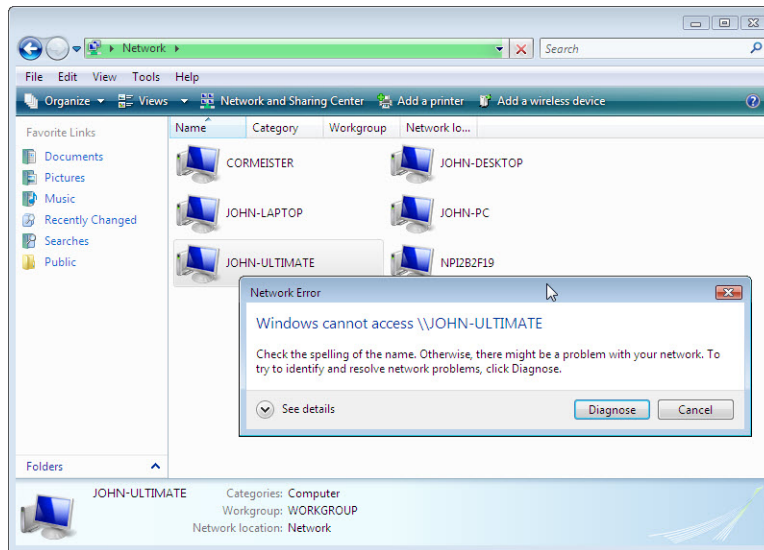 Network
Search
File Edit View Tools Help
Organize Views Network and Sharing Center Add a printer Add a wireless device
Favorite Links
Documents
Pictures
Music
Recently Changed
Searches
Public
Folders
Name Category Workgroup Network lo...
CORMEISTER JOHN-DESKTOP
JOHN-LAPTOP JOHN-PC
JOHN-ULTIMATE NPI2B2F19
Network Error
Windows cannot access \\JOHN-ULTIMATE
Check the spelling of the name. Otherwise, there might be a problem with your network. To
try to identify and resolve network problems, click Diagnose.
See details Diagnose Cancel
JOHN-ULTIMATE Categories: Computer
Workgroup: WORKGROUP
Network location: Network